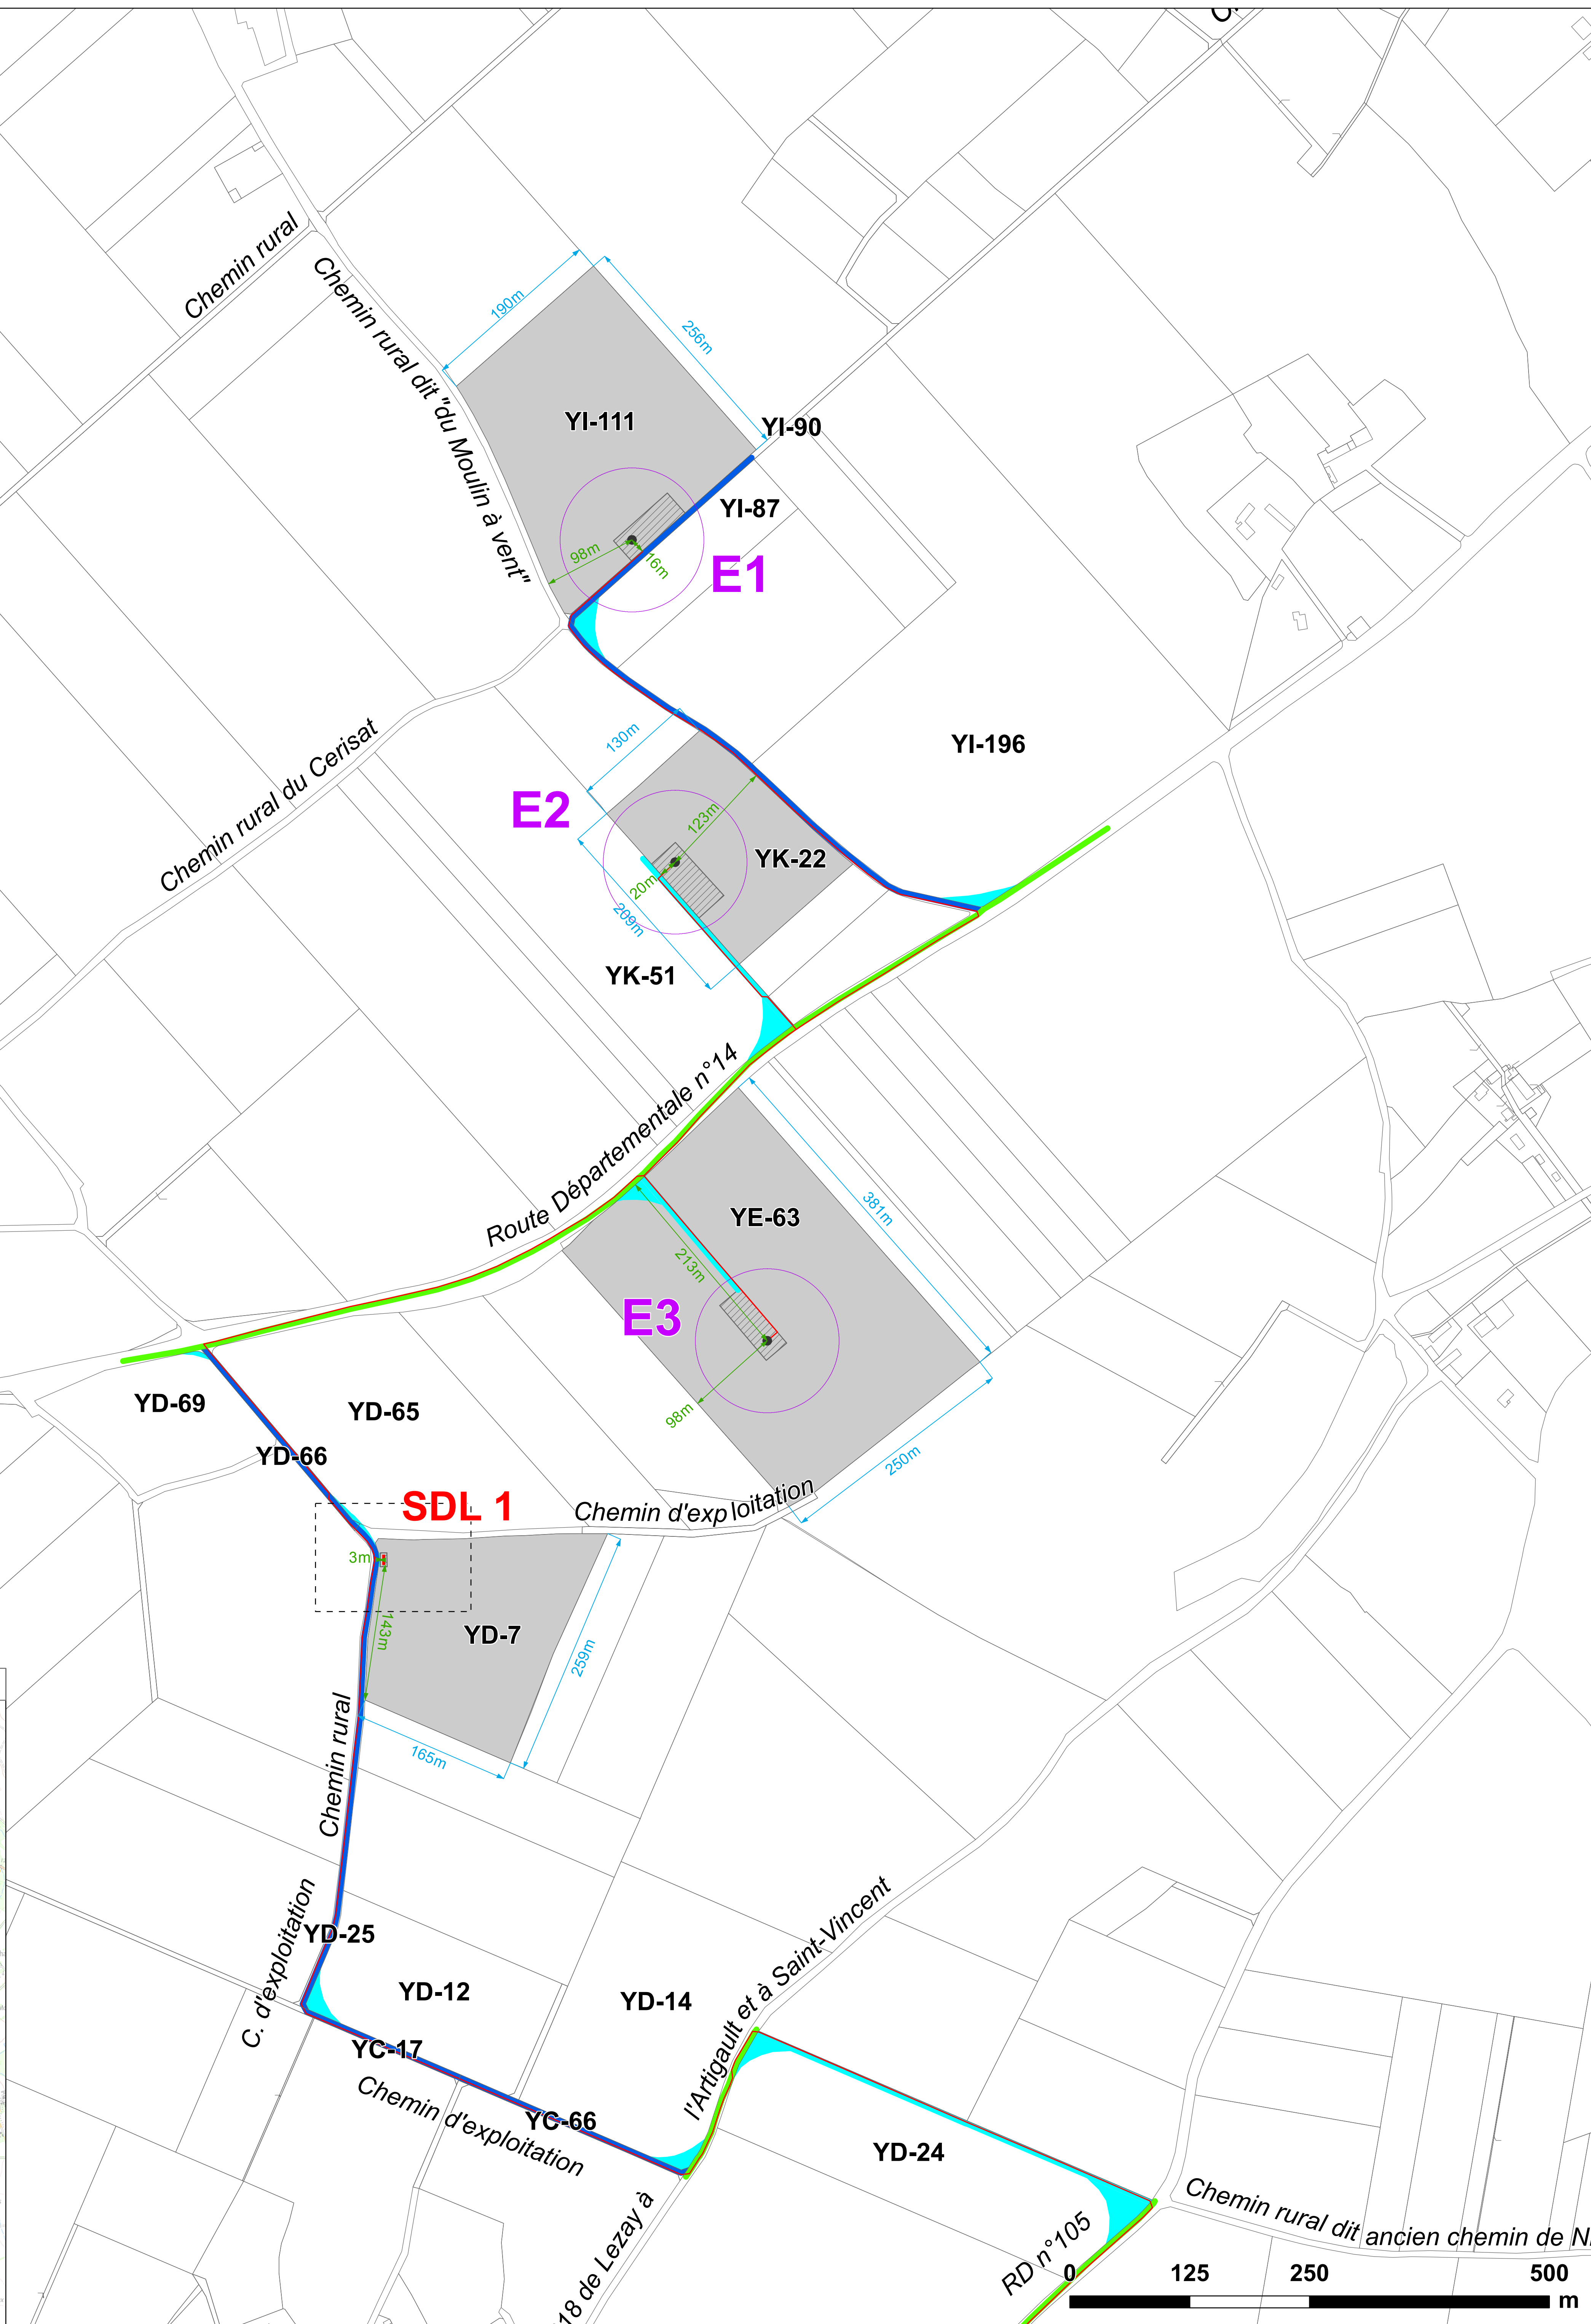 Chemin rural
Chemin rural dit "du Moulin à vent"
190m
256m
YI-111
YI-90
YI-87
98m
16m
E1
130m
YI-196
Chemin rural du Cerisat
E2
123m
YK-22
20m
209m
YK-51
Route Départementale n°14
381m
YE-63
213m
E3
98m
250m
YD-69
YD-65
YD-66
SDL 1
Chemin d'exploitation
3m
143m
YD-7
259m
165m
Chemin rural
C. d'exploitation
YD-25
YD-12
YD-14
l'Artigault et à Saint-Vincent
YC-17
Chemin d'exploitation
YC-66
YD-24
18 de Lezay à
RD n°105
Chemin rural dit ancien chemin de
0 125 250 500
m